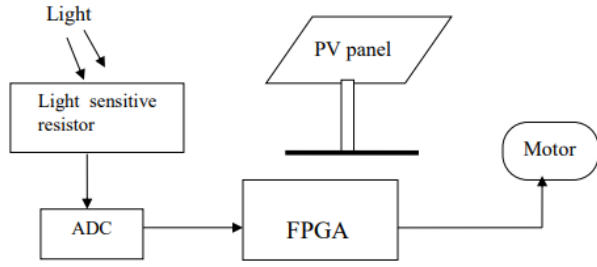 Light
PV panel
Light sensitive
resistor
Motor
ADC
FPGA